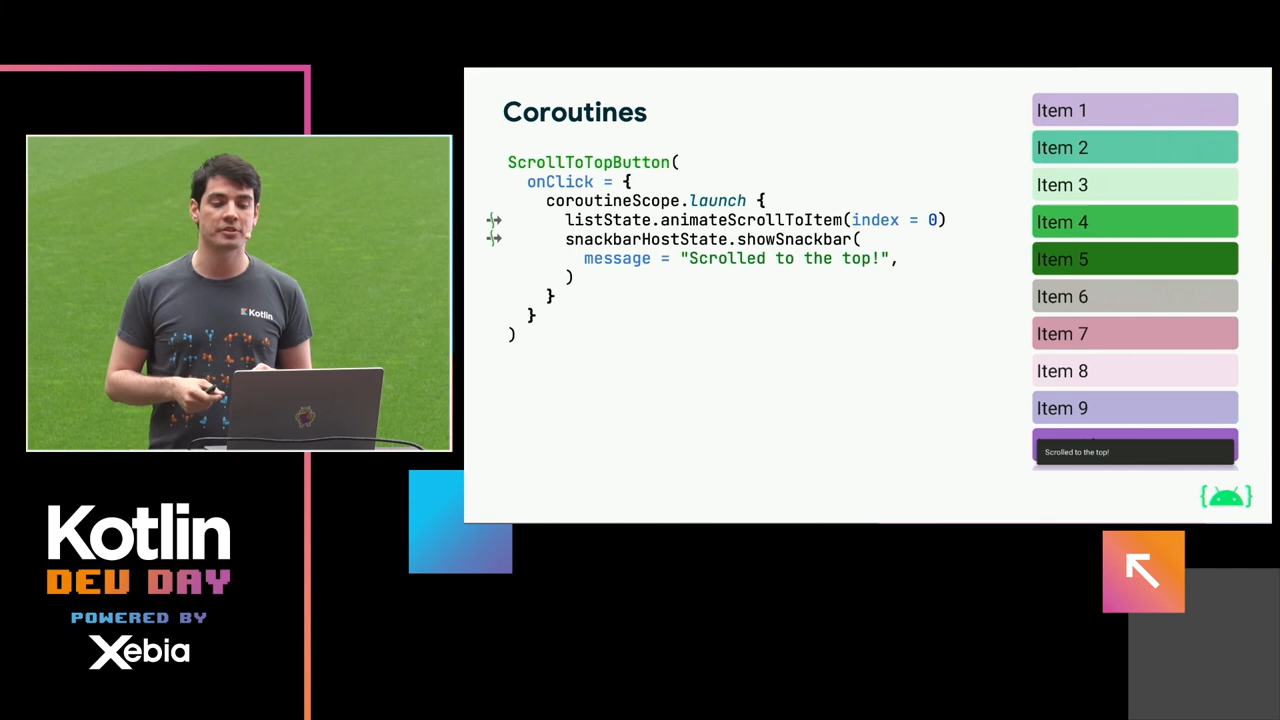 Coroutines
ScrollToTopButton(
onClick = {
coroutineScope.launch {
listState.animateScrollToItem(index = 0)
snackbarHostState.showSnackbar(
message = "Scrolled to the top!",
)
}
}
)
Item 1
Item 2
Item 3
Item 4
Item 5
Item 6
Item 7
Item 8
Item 9
Scrolled to the top!
{ }
Kotlin
Kotlin
DEV DAY
POWERED BY
Xebia